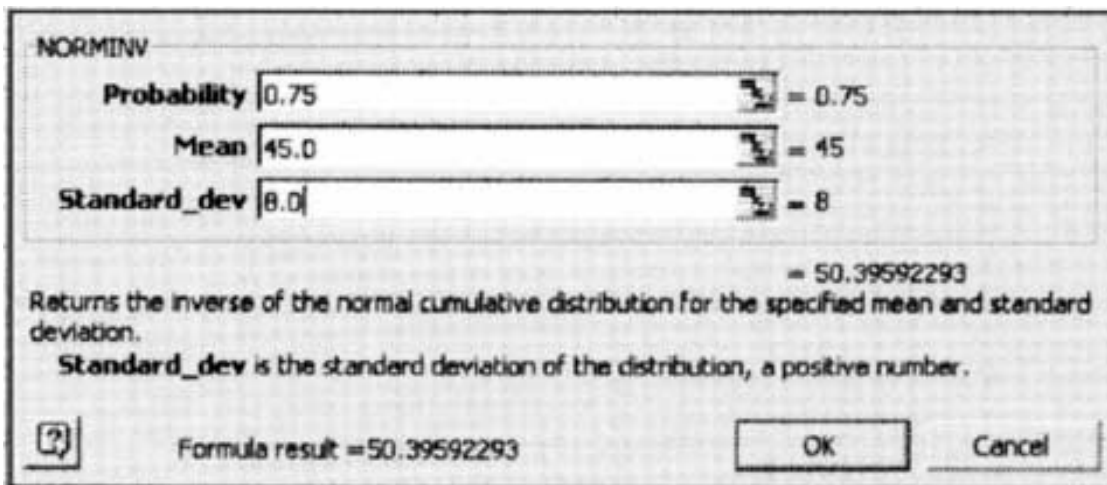 NORMINV
Probability 0.75 = 0.75
Mean 45.0 = 45
Standard_dev 8.0 = 8
= 50.39592293
Returns the inverse of the normal cumulative distribution for the specified mean and standard
deviation.
Standard_dev is the standard deviation of the distribution, a positive number.
? Formula result =50.39592293 OK Cancel